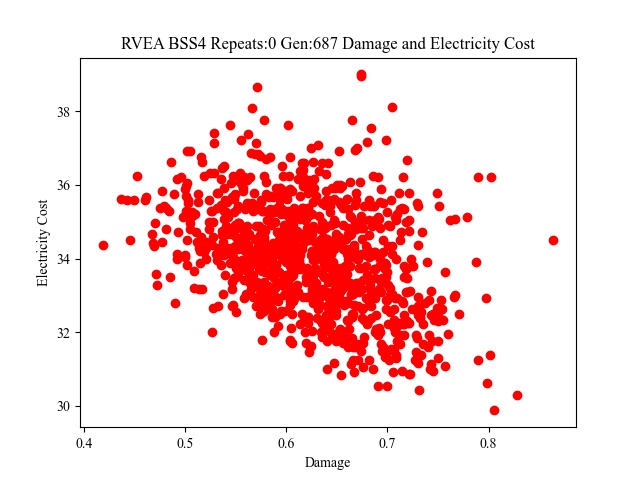 RVEA BSS4 Repeats:0 Gen:687 Damage and Electricity Cost
38
36
34
32
30
Electricity Cost
0.4 0.5 0.6 0.7 0.8
Damage